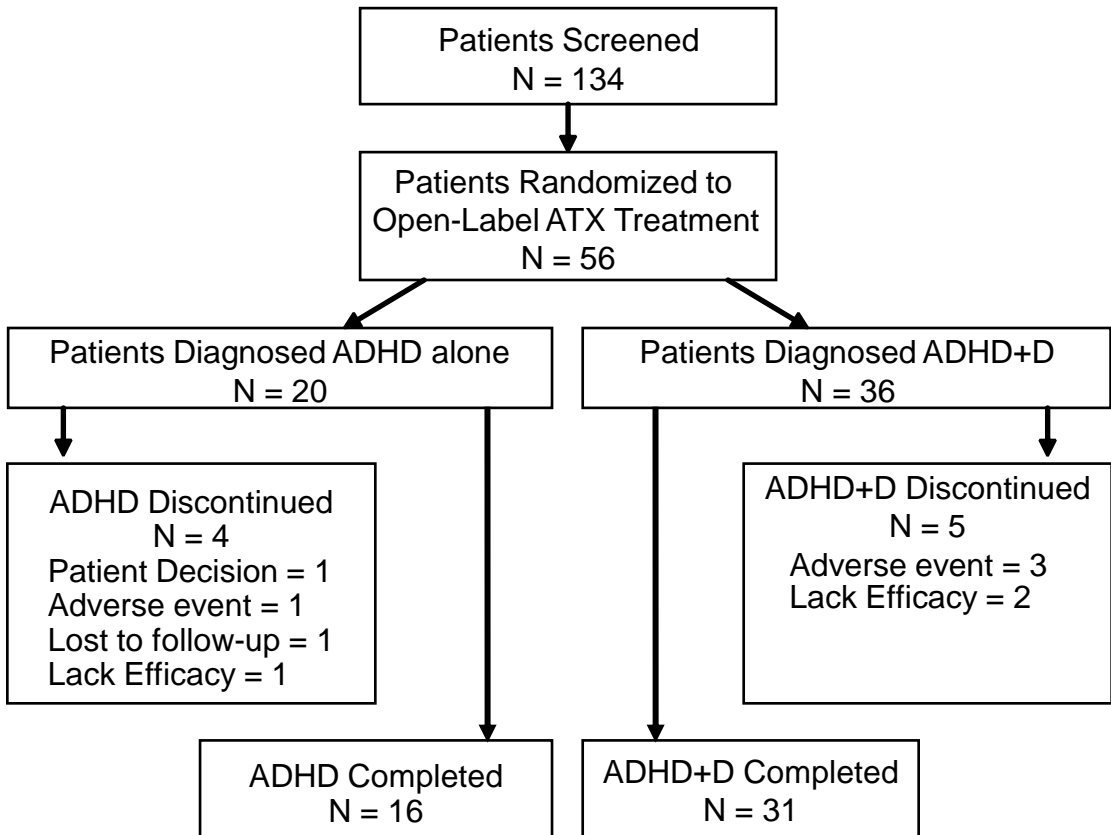 Patients Screened
N = 134
Patients Randomized to
Open-Label ATX Treatment
N = 56
Patients Diagnosed ADHD alone
N = 20
Patients Diagnosed ADHD+D
N = 36
ADHD Discontinued
N = 4
Patient Decision = 1
Adverse event = 1
Lost to follow-up = 1
Lack Efficacy = 1
ADHD+D Discontinued
N = 5
Adverse event = 3
Lack Efficacy = 2
ADHD Completed
N = 16
ADHD+D Completed
N = 31